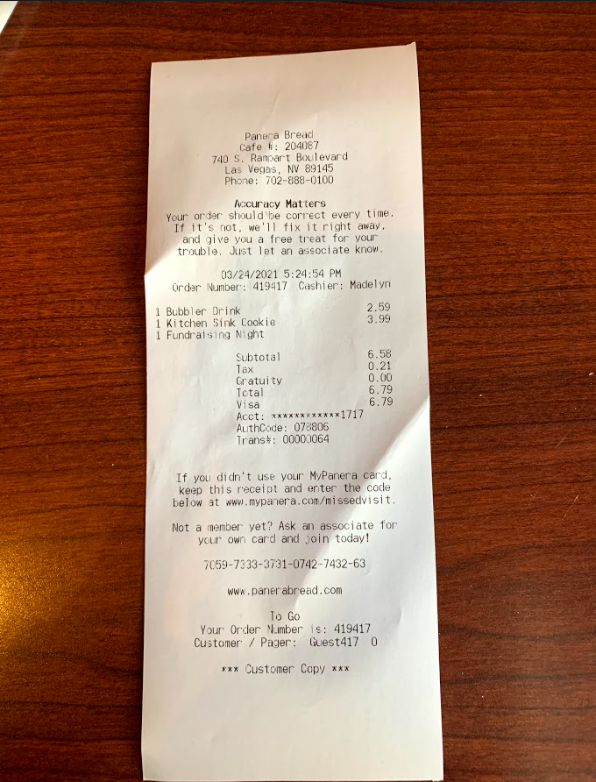 Panera Bread
Cafe #: 204087
740 S. Rampart Boulevard
Las Vegas, NV 89145
Phone: 702-888-0100
Accuracy Matters
Your order should be correct every time.
If it's not, we'll fix it right away,
and give you a free treat for your
trouble. Just let an associate know.
03/24/2021 5:24:54 PM
Order Number: 419417 Cashier: Madelyn
1 Bubbler Drink 2.59
1 Kitchen Sink Cookie 3.99
1 Fundraising Night
Subtotal 6.58
Tax 0.21
Gratuity 0.00
Total 6.79
Visa 6.79
Acct: ************1717
AuthCode: 078806
Trans#: 00000064
If you didn't use your MyPanera card,
keep this receipt and enter the code
below at www.mypanera.com/missedvisit.
Not a member yet? Ask an associate for
your own card and join today!
7059-7333-3731-0742-7432-63
www.panerabread.com
To Go
Your Order Number is: 419417
Customer / Pager: Guest417 0
*** Customer Copy ***